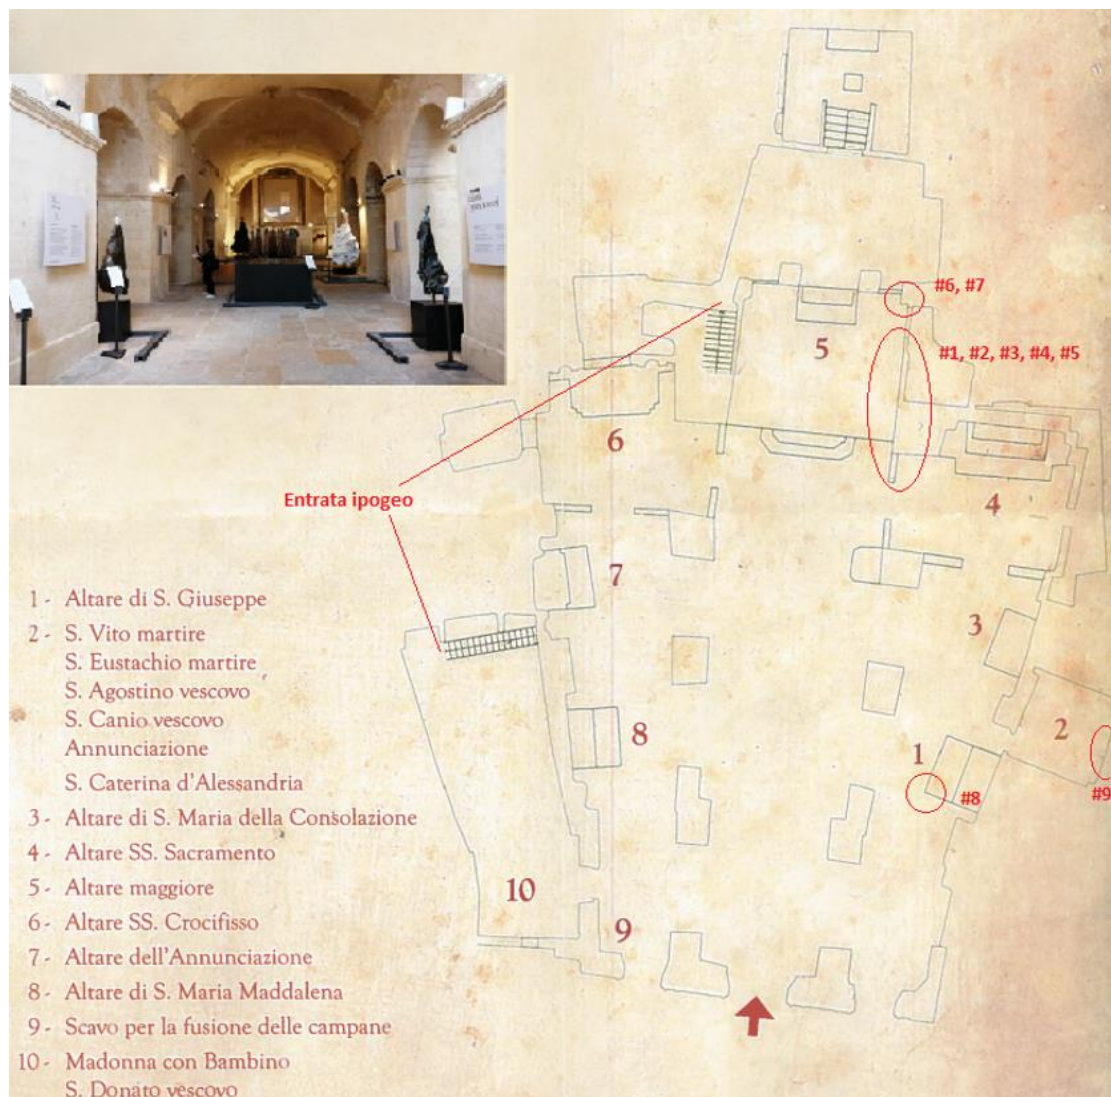 #6, #7
#1, #2, #3, #4, #5
5
6
4
Entrata ipogeo
7
3
8
2
1
#8
#9
10
9
1 - Altare di S. Giuseppe
2 - S. Vito martire
S. Eustachio martire
S. Agostino vescovo
S. Canio vescovo
Annunciazione
S. Caterina d'Alessandria
3 - Altare di S. Maria della Consolazione
4 - Altare SS. Sacramento
5 - Altare maggiore
6 - Altare SS. Crocifisso
7 - Altare dell'Annunciazione
8 - Altare di S. Maria Maddalena
9 - Scavo per la fusione delle campane
10 - Madonna con Bambino
S. Donato vescovo